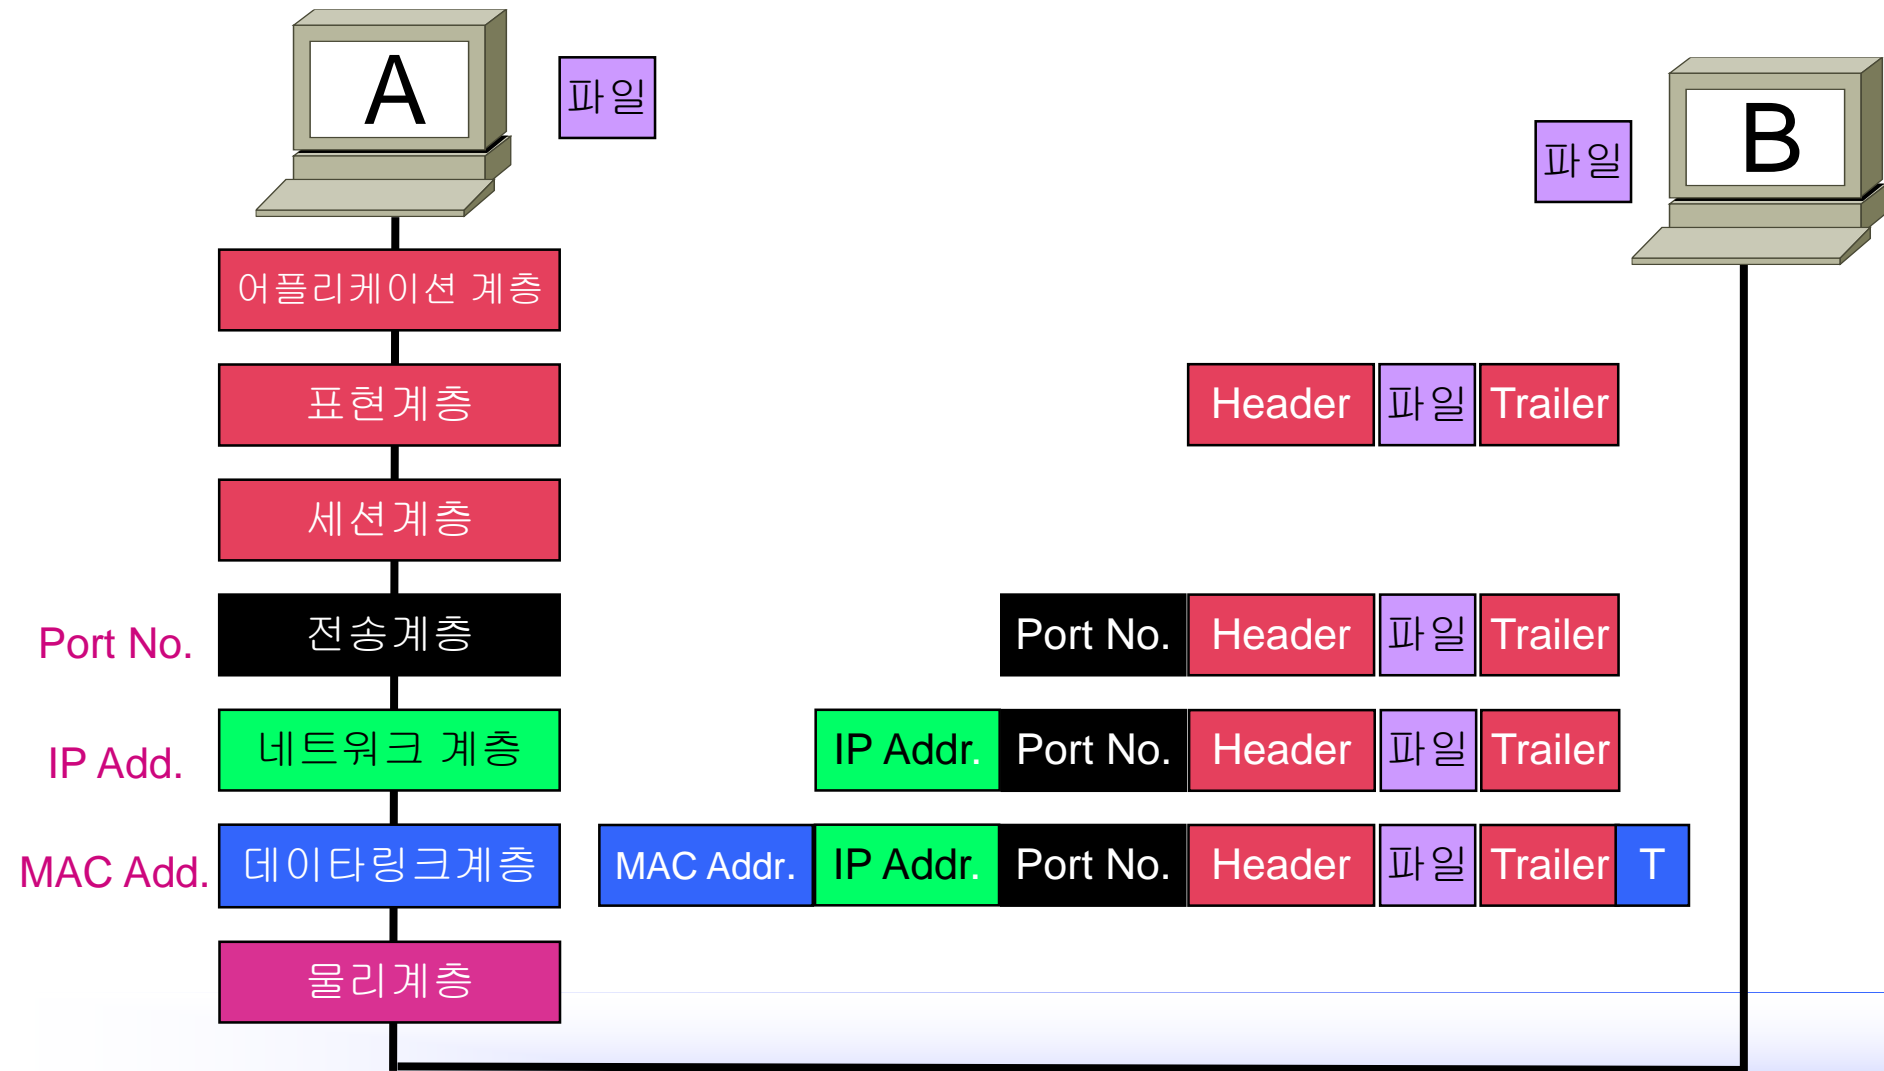 A
파일
B
파일
어플리케이션 계층
표현계층
Header 파일 Trailer
세션계층
Port No. 전송계층 Port No. Header 파일 Trailer
IP Add. 네트워크 계층 IP Addr. Port No. Header 파일 Trailer
MAC Add. 데이타링크계층 MAC Addr. IP Addr. Port No. Header 파일 Trailer T
물리계층